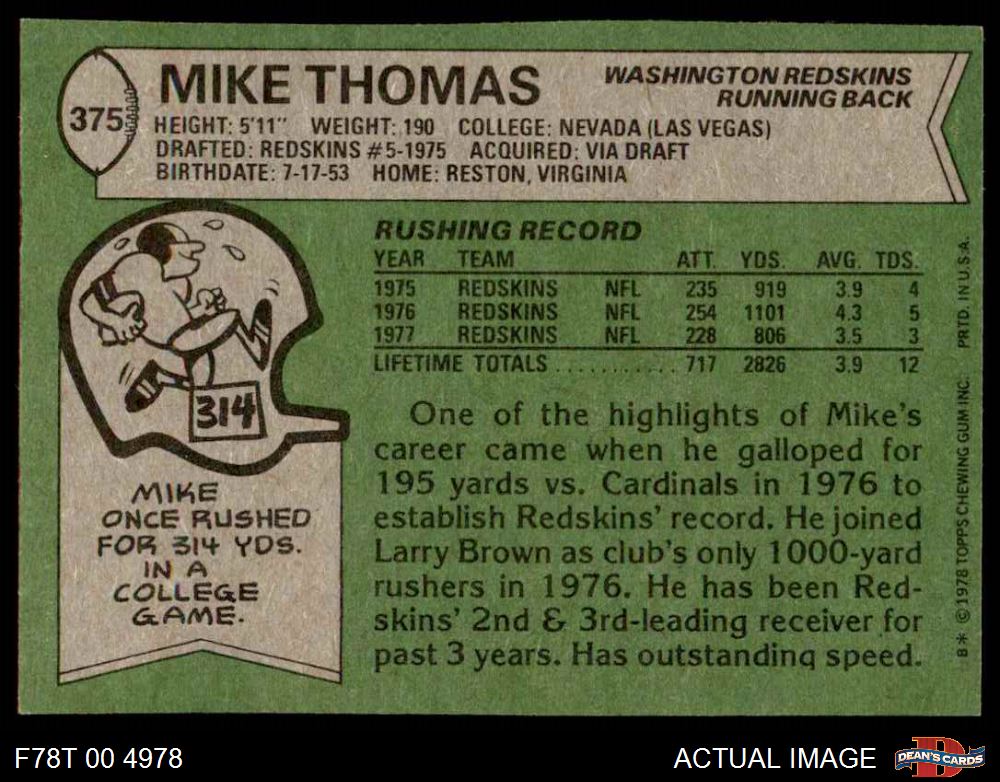 375
MIKE THOMAS
WASHINGTON REDSKINS
RUNNING BACK
HEIGHT: 5'11" WEIGHT: 190 COLLEGE: NEVADA (LAS VEGAS)
DRAFTED: REDSKINS #5-1975 ACQUIRED: VIA DRAFT
BIRTHDATE: 7-17-53 HOME: RESTON, VIRGINIA
314
MIKE
ONCE RUSHED
FOR 314 YDS.
IN A
COLLEGE
GAME.
RUSHING RECORD
YEAR TEAM ATT. YDS. AVG. TDS.
1975 REDSKINS NFL 235 919 3.9 4
1976 REDSKINS NFL 254 1101 4.3 5
1977 REDSKINS NFL 228 806 3.5 3
LIFETIME TOTALS ........... 717 2826 3.9 12
One of the highlights of Mike's
career came when he galloped for
195 yards vs. Cardinals in 1976 to
establish Redskins' record. He joined
Larry Brown as club's only 1000-yard
rushers in 1976. He has been Red-
skins' 2nd & 3rd-leading receiver for
past 3 years. Has outstanding speed.
B* ©1978 TOPPS CHEWING GUM INC. PRTD. IN U.S.A.
F78T 00 4978
ACTUAL IMAGE
D
DEAN'S CARDS